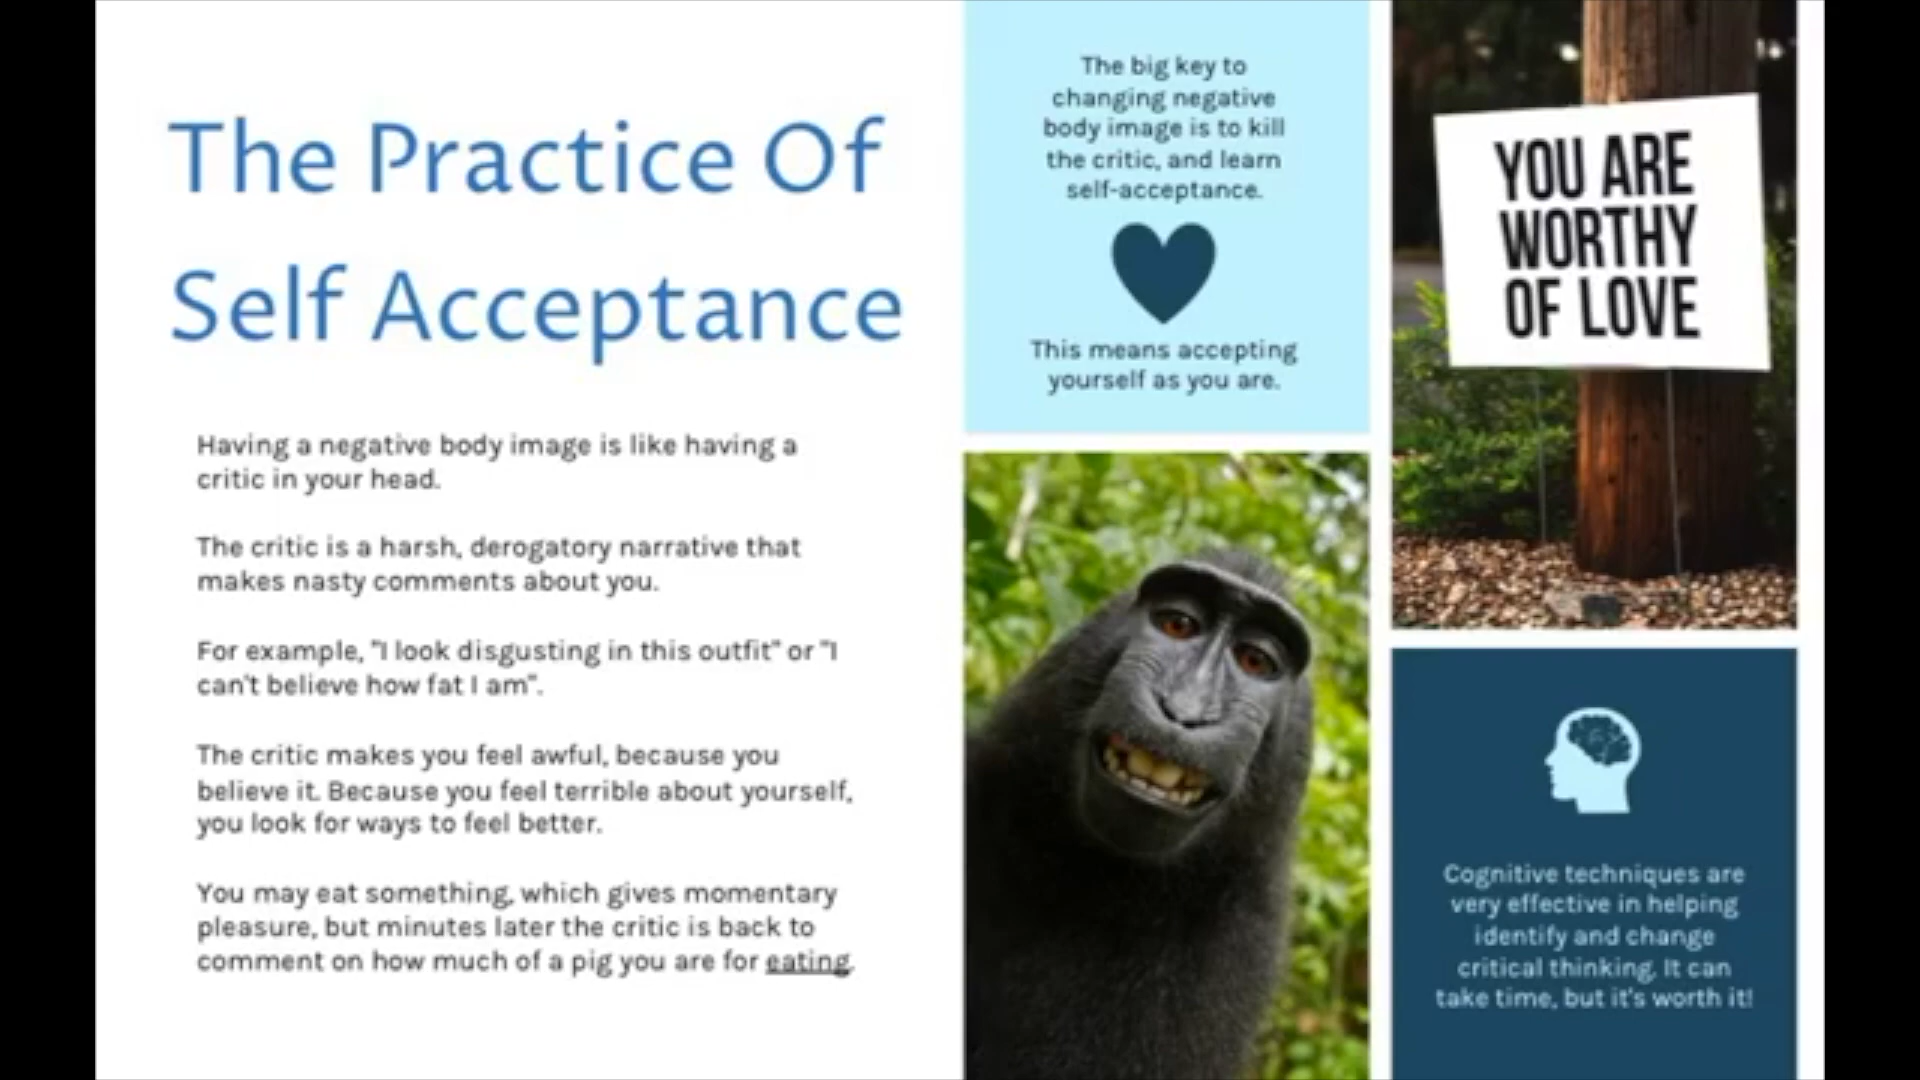 The Practice Of
Self Acceptance
Having a negative body image is like having a
critic in your head.
The critic is a harsh, derogatory narrative that
makes nasty comments about you.
For example, "I look disgusting in this outfit" or "I
can't believe how fat I am".
The critic makes you feel awful, because you
believe it. Because you feel terrible about yourself,
you look for ways to feel better.
You may eat something, which gives momentary
pleasure, but minutes later the critic is back to
comment on how much of a pig you are for eating.
The big key to
changing negative
body image is to kill
the critic, and learn
self-acceptance.
This means accepting
yourself as you are.
YOU ARE
WORTHY
OF LOVE
Cognitive techniques are
very effective in helping
identify and change
critical thinking. It can
take time, but it's worth it!